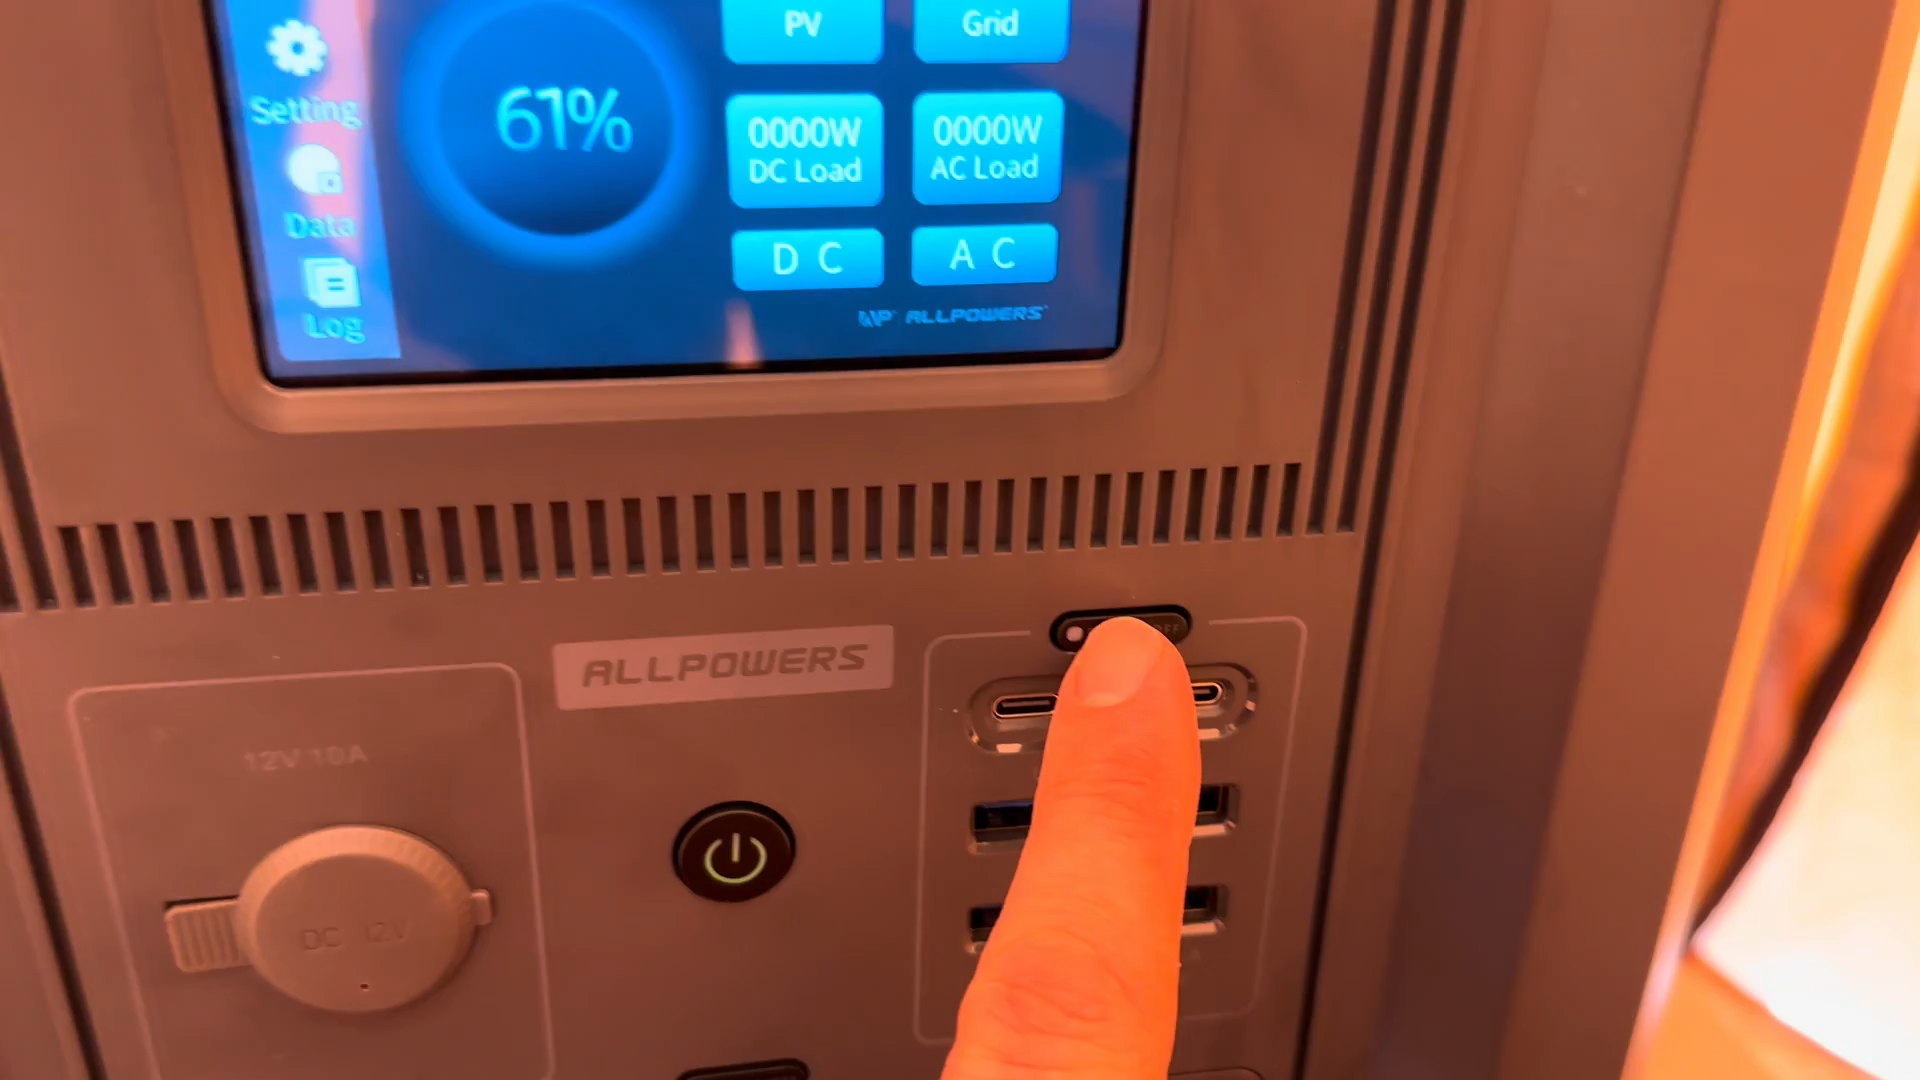 PV
Grid
Setting
61%
0000W
DC Load
0000W
AC Load
Data
D C
A C
Log
ALLPOWERS
ALLPOWERS
12V 10A
DC 12V